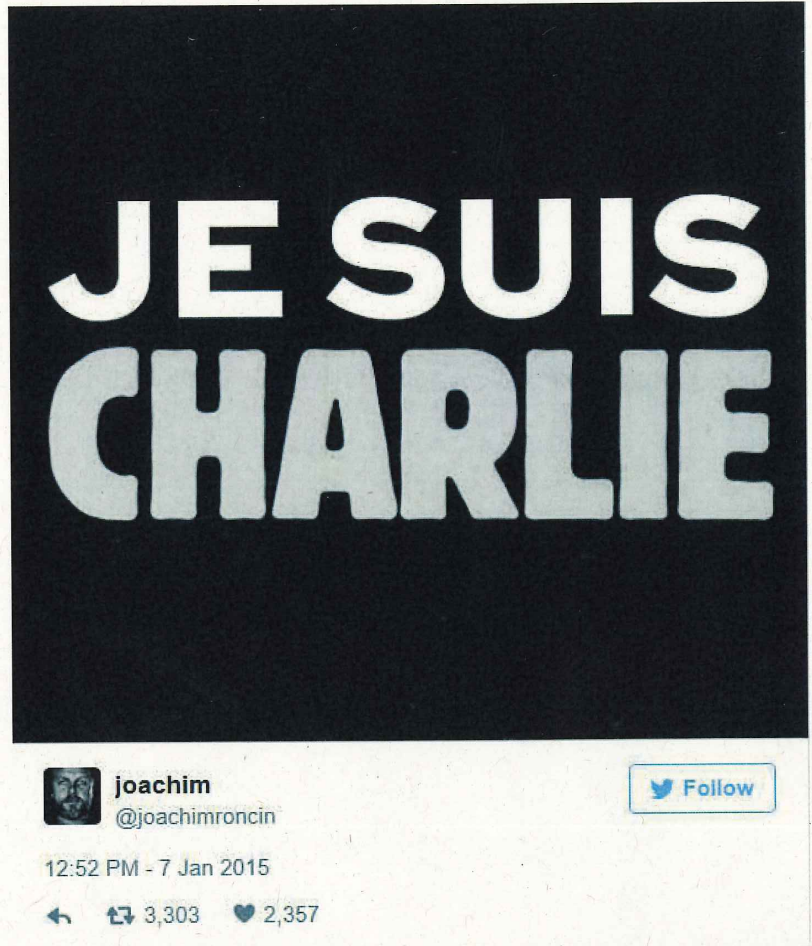 JE SUIS
CHARLIE
joachim
@joachimroncin
Follow
12:52 PM - 7 Jan 2015
3,303 2,357